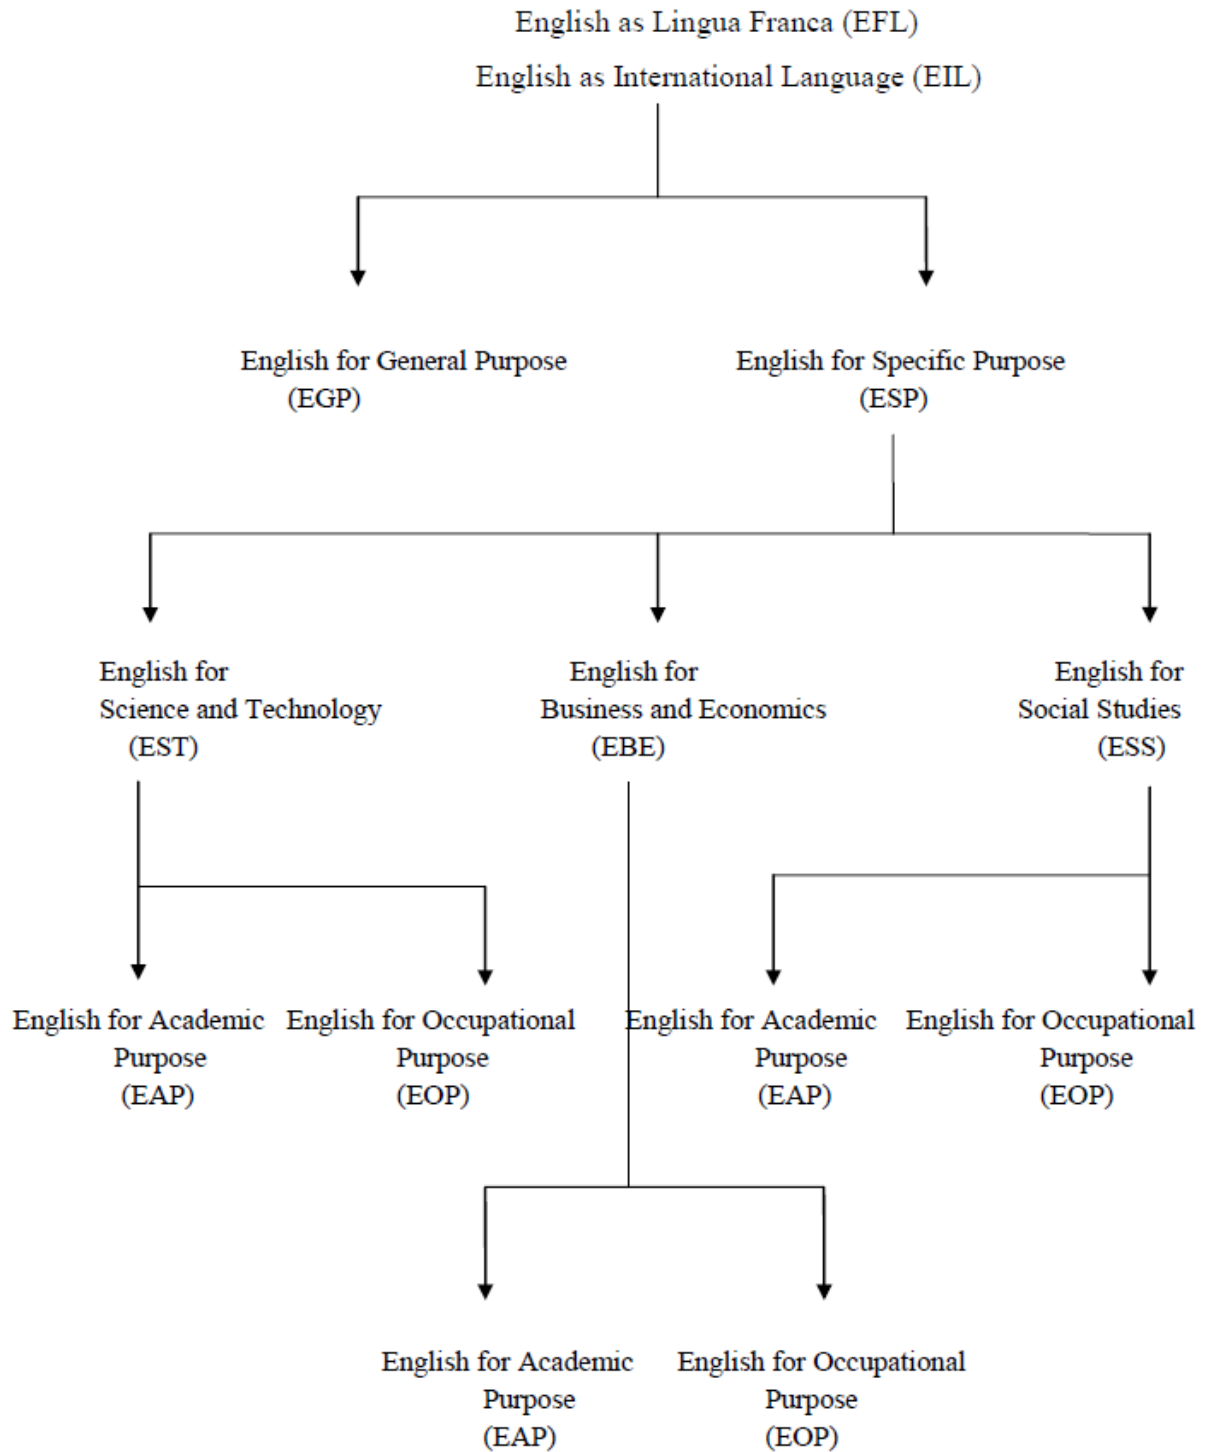 English as Lingua Franca (EFL)
English as International Language (EIL)
English for General Purpose
(EGP)
English for Specific Purpose
(ESP)
English for
Science and Technology
(EST)
English for
Business and Economics
(EBE)
English for
Social Studies
(ESS)
English for Academic
Purpose
(EAP)
English for Occupational
Purpose
(EOP)
English for Academic
Purpose
(EAP)
English for Occupational
Purpose
(EOP)
English for Academic
Purpose
(EAP)
English for Occupational
Purpose
(EOP)